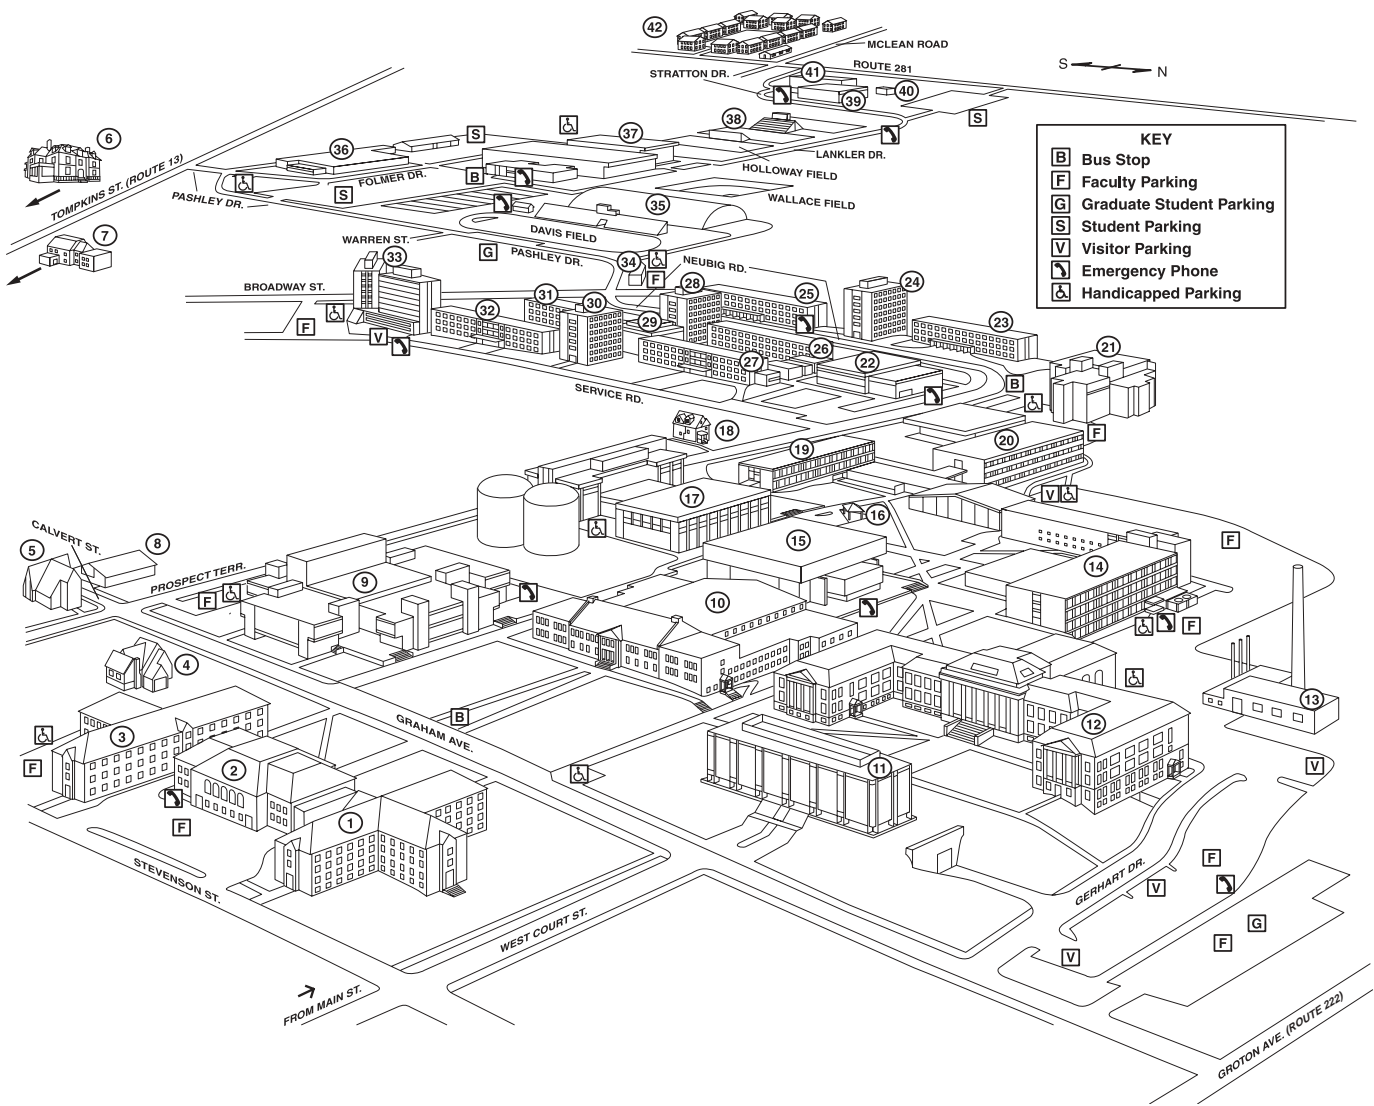 42
MCLEAN ROAD
STRATTON DR.
41
ROUTE 281
S
N
39
40
S
KEY
B Bus Stop
F Faculty Parking
G Graduate Student Parking
S Student Parking
V Visitor Parking
Emergency Phone
Handicapped Parking
6
TOMPKINS ST. (ROUTE 13)
7
36
S
37
38
LANKLER DR.
HOLLOWAY FIELD
FOLMER DR.
B
S
PASHLEY DR.
WALLACE FIELD
35
DAVIS FIELD
WARREN ST.
G
PASHLEY DR.
34
F
NEUBIG RD.
33
BROADWAY ST.
F
V
32
31
30
29
28
25
24
26
27
22
23
21
B
F
SERVICE RD.
18
19
20
17
V
16
F
CALVERT ST.
5
8
PROSPECT TERR.
F
9
15
14
10
F
4
B
GRAHAM AVE.
3
F
2
F
1
11
12
13
V
STEVENSON ST.
WEST COURT ST.
FROM MAIN ST.
GERHART DR.
F
V
G
F
V
GROTON AVE. (ROUTE 222)